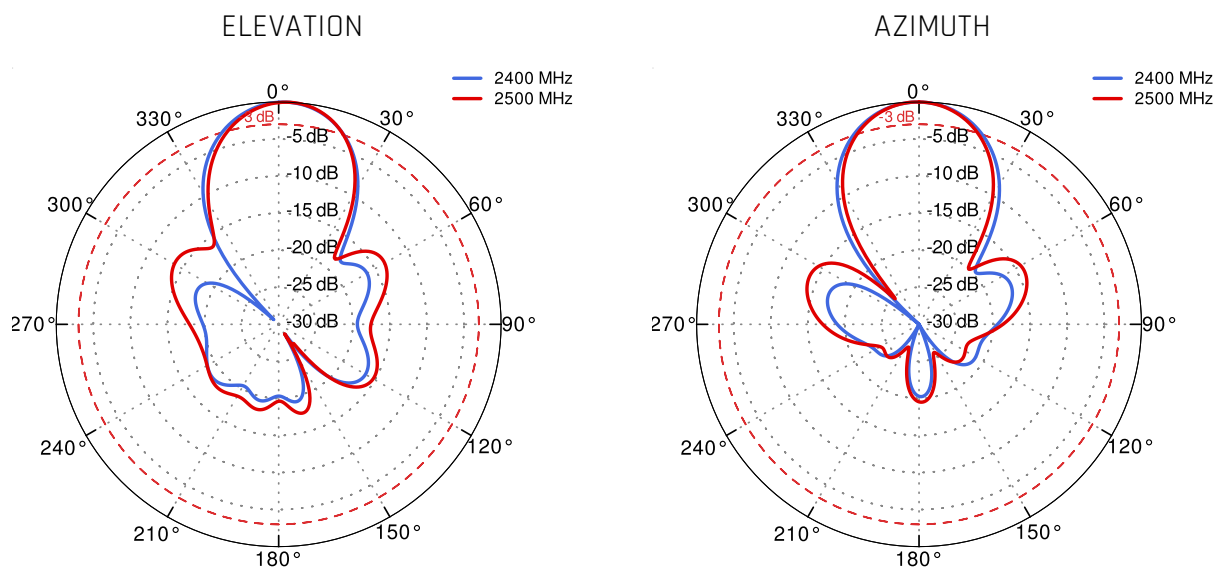 ELEVATION
2400 MHz
2500 MHz
0°
330°
30°
3 dB
-5 dB
-10 dB
300°
60°
-15 dB
-20 dB
-25 dB
270°
-30 dB
90°
240°
120°
210°
150°
180°
AZIMUTH
2400 MHz
2500 MHz
0°
330°
30°
-3 dB
-5 dB
-10 dB
300°
60°
-15 dB
-20 dB
-25 dB
270°
-30 dB
90°
240°
120°
210°
150°
180°